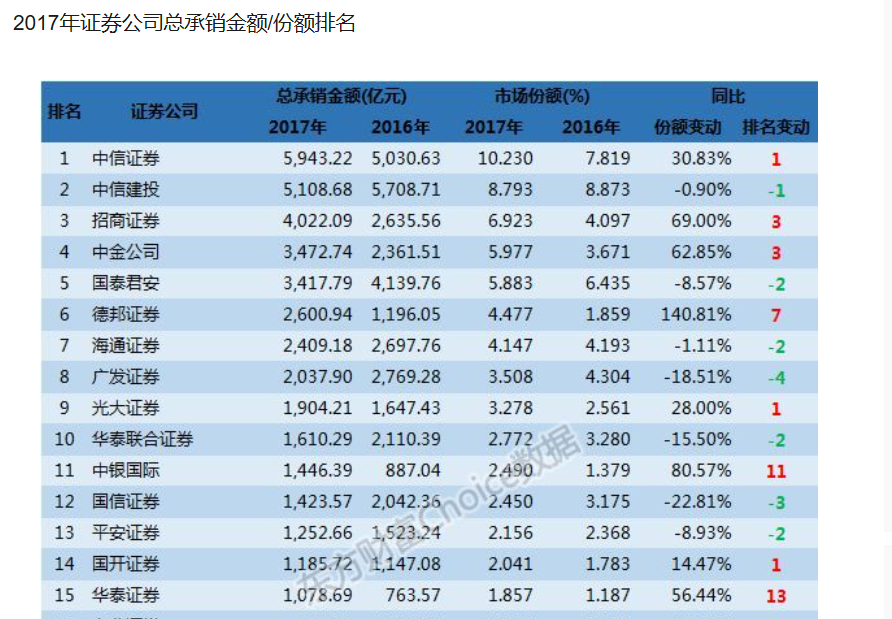 2017年证券公司总承销金额/份额排名
排名 证券公司 总承销金额(亿元) 市场份额(%) 同比
2017年 2016年 2017年 2016年 份额变动 排名变动
1 中信证券 5,943.22 5,030.63 10.230 7.819 30.83% 1
2 中信建投 5,108.68 5,708.71 8.793 8.873 -0.90% -1
3 招商证券 4,022.09 2,635.56 6.923 4.097 69.00% 3
4 中金公司 3,472.74 2,361.51 5.977 3.671 62.85% 3
5 国泰君安 3,417.79 4,139.76 5.883 6.435 -8.57% -2
6 德邦证券 2,600.94 1,196.05 4.477 1.859 140.81% 7
7 海通证券 2,409.18 2,697.76 4.147 4.193 -1.11% -2
8 广发证券 2,037.90 2,769.28 3.508 4.304 -18.51% -4
9 光大证券 1,904.21 1,647.43 3.278 2.561 28.00% 1
10 华泰联合证券 1,610.29 2,110.39 2.772 3.280 -15.50% -2
11 中银国际 1,446.39 887.04 2.490 1.379 80.57% 11
12 国信证券 1,423.57 2,042.36 2.450 3.175 -22.81% -3
13 平安证券 1,252.66 1,523.24 2.156 2.368 -8.93% -2
14 国开证券 1,185.72 1,147.08 2.041 1.783 14.47% 1
15 华泰证券 1,078.69 763.57 1.857 1.187 56.44% 13
东方财富Choice数据